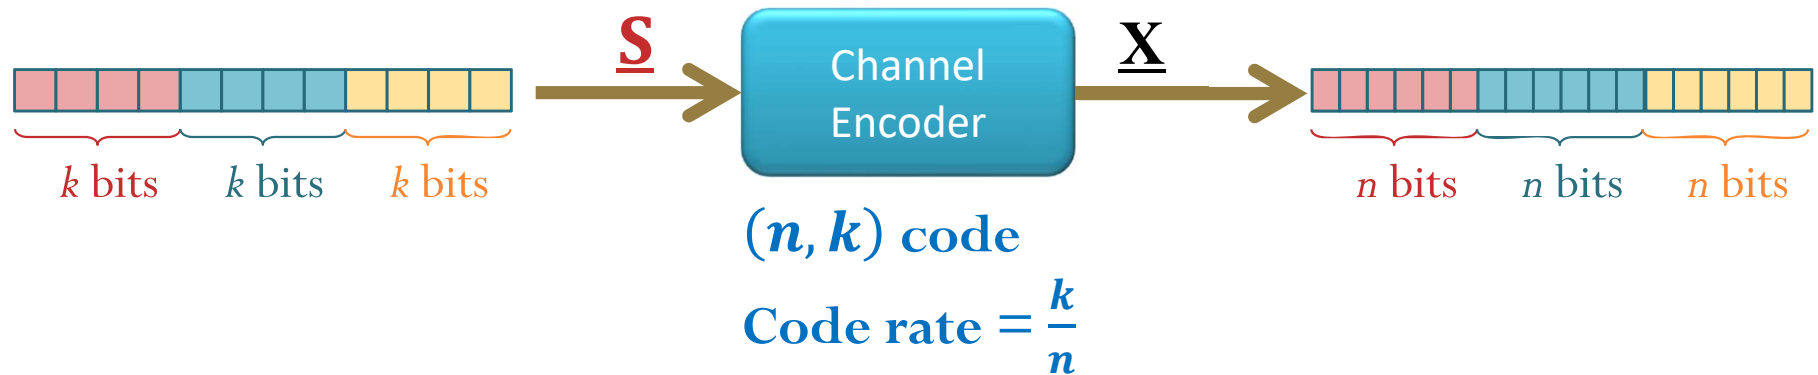 S
Channel
Encoder
X
k bits
k bits
k bits
n bits
n bits
n bits
(n, k) code
Code rate = k/n